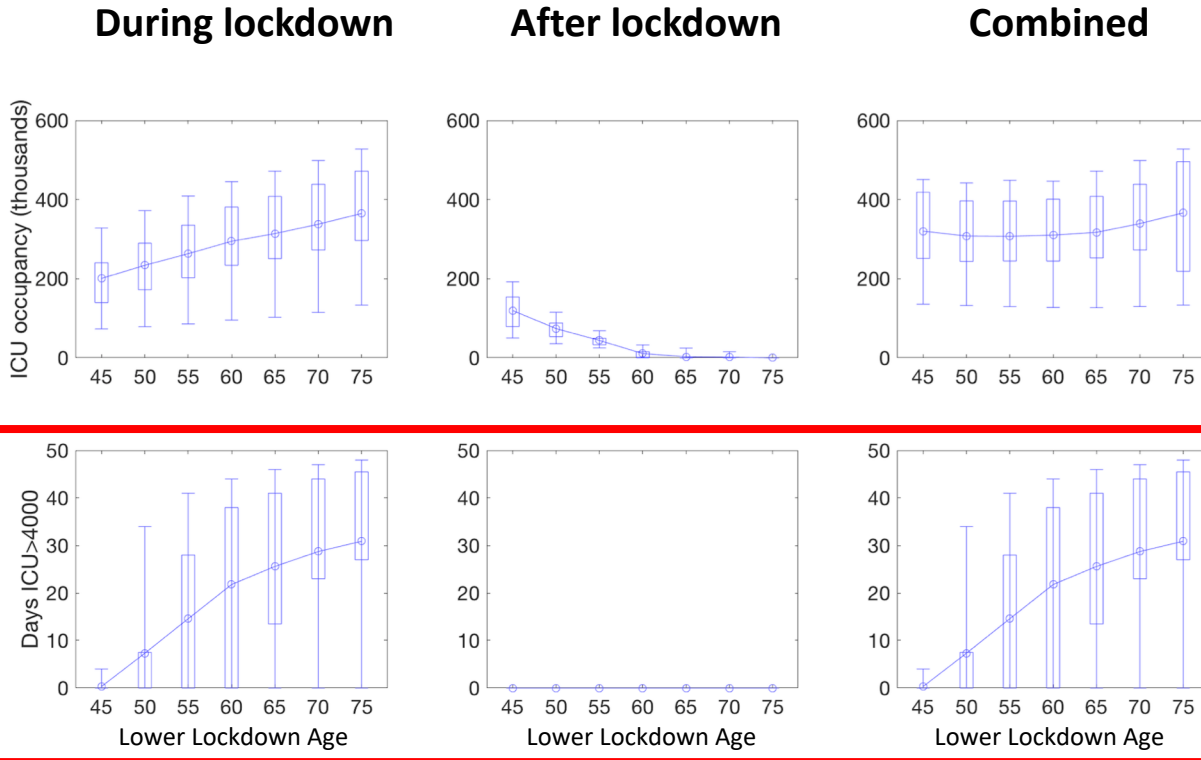 During lockdown After lockdown Combined
ICU occupancy (thousands)
600 600 600
400 400 400
200 200 200
0 0 0
45 50 55 60 65 70 75 45 50 55 60 65 70 75 45 50 55 60 65 70 75
Days ICU>4000
50 50 50
40 40 40
30 30 30
20 20 20
10 10 10
0 0 0
45 50 55 60 65 70 75 45 50 55 60 65 70 75 45 50 55 60 65 70 75
Lower Lockdown Age Lower Lockdown Age Lower Lockdown Age